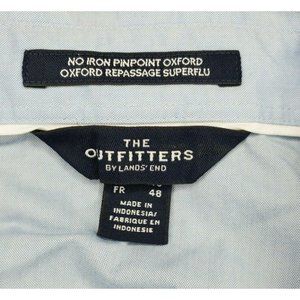 NO IRON PINPOINT OXFORD
OXFORD REPASSAGE SUPERFLU
THE
OUTFITTERS
BY LANDS' END
FR 48
MADE IN
INDONESIA/
FABRIQUE EN
INDONESIE